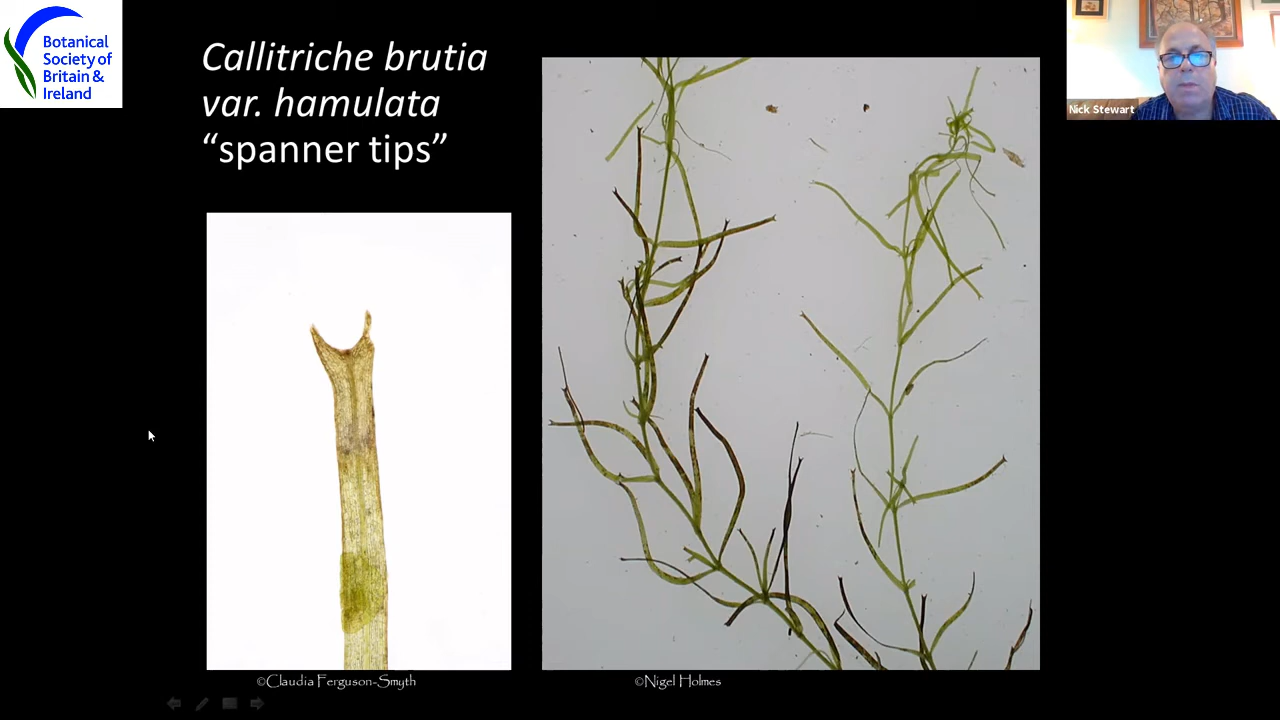 Botanical
Society of
Britain &
Ireland
Callitriche brutia
var. hamulata
“spanner tips”
Nick Stewart
©Claudia Ferguson-Smyth
©Nigel Holmes